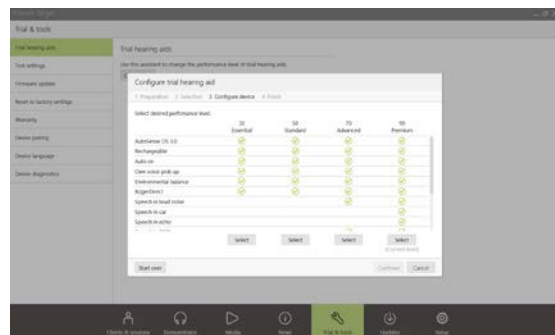 Trial & tools
Trial hearing aids
Trial hearing aids
Test settings
Use this assistant to change the performance level of trial hearing aids.
Firmware update
Configure trial hearing aid
1 Preparation 2 Selection 3 Configure device 4 Finish
Reset to factory settings
Select desired performance level.
Warranty
30 50 70 90
Essential Standard Advanced Premium
Device pairing
AutoSense OS 3.0
Rechargeable
Device language
Auto on
Own voice pick-up
Device diagnostics
Environmental balance
RogerDirect
Speech in loud noise
Speech in car
Speech in echo
Select Select Select Select
(Current level)
Start over Continue Cancel
Clients & sessions Demonstration Media News Trial & tools Updates Setup